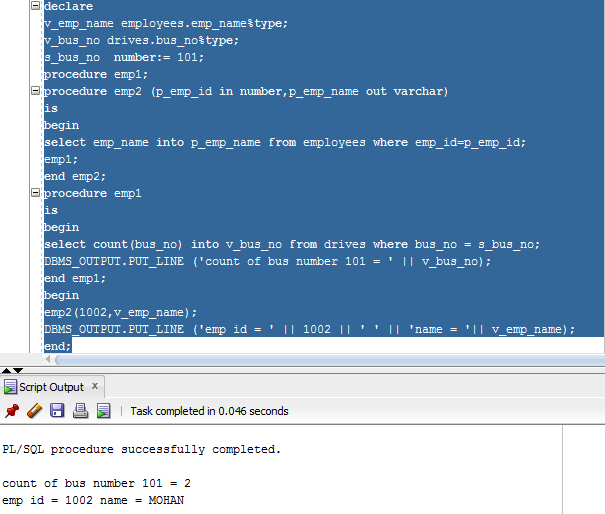 declare
v_emp_name employees.emp_name%type;
v_bus_no drives.bus_no%type;
s_bus_no  number:= 101;
procedure emp1;
procedure emp2 (p_emp_id in number,p_emp_name out varchar)
is
begin
select emp_name into p_emp_name from employees where emp_id=p_emp_id;
emp1;
end emp2;
procedure emp1
is
begin
select count(bus_no) into v_bus_no from drives where bus_no = s_bus_no;
DBMS_OUTPUT.PUT_LINE ('count of bus number 101 = ' || v_bus_no);
end emp1;
begin
emp2(1002,v_emp_name);
DBMS_OUTPUT.PUT_LINE ('emp id = ' || 1002 || ' ' || 'name = '|| v_emp_name);
end;
Script Output x
Task completed in 0.046 seconds
PL/SQL procedure successfully completed.
count of bus number 101 = 2
emp id = 1002 name = MOHAN